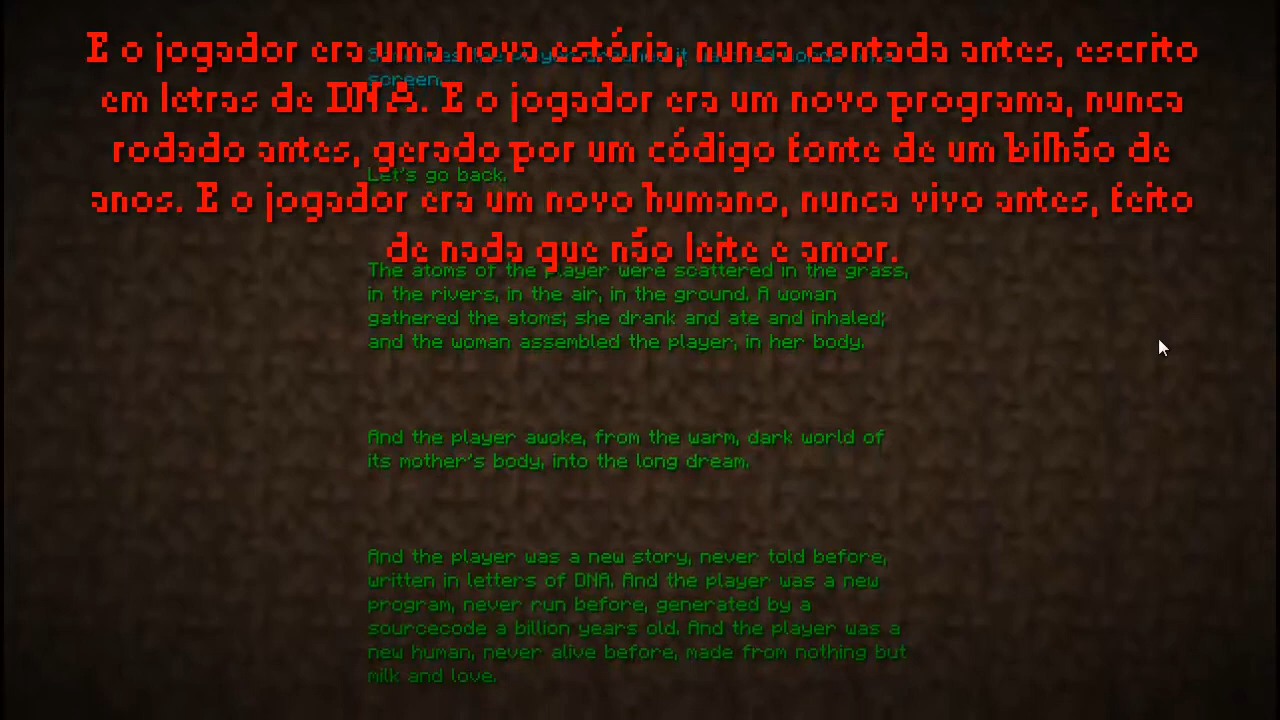 E o jogador era uma nova estória, nunca contada antes, escrito
em letras de DNA. E o jogador era um novo programa, nunca
rodado antes, gerado por um código fonte de um bilhão de
anos. E o jogador era um novo humano, nunca vivo antes, feito
de nada que não leite e amor.
screen.
Let's go back.
The atoms of the player were scattered in the grass,
in the rivers, in the air, in the ground. A woman
gathered the atoms; she drank and ate and inhaled;
and the woman assembled the player, in her body.
And the player awoke, from the warm, dark world of
its mother's body, into the long dream.
And the player was a new story, never told before,
written in letters of DNA. And the player was a new
program, never run before, generated by a
sourcecode a billion years old. And the player was a
new human, never alive before, made from nothing but
milk and love.